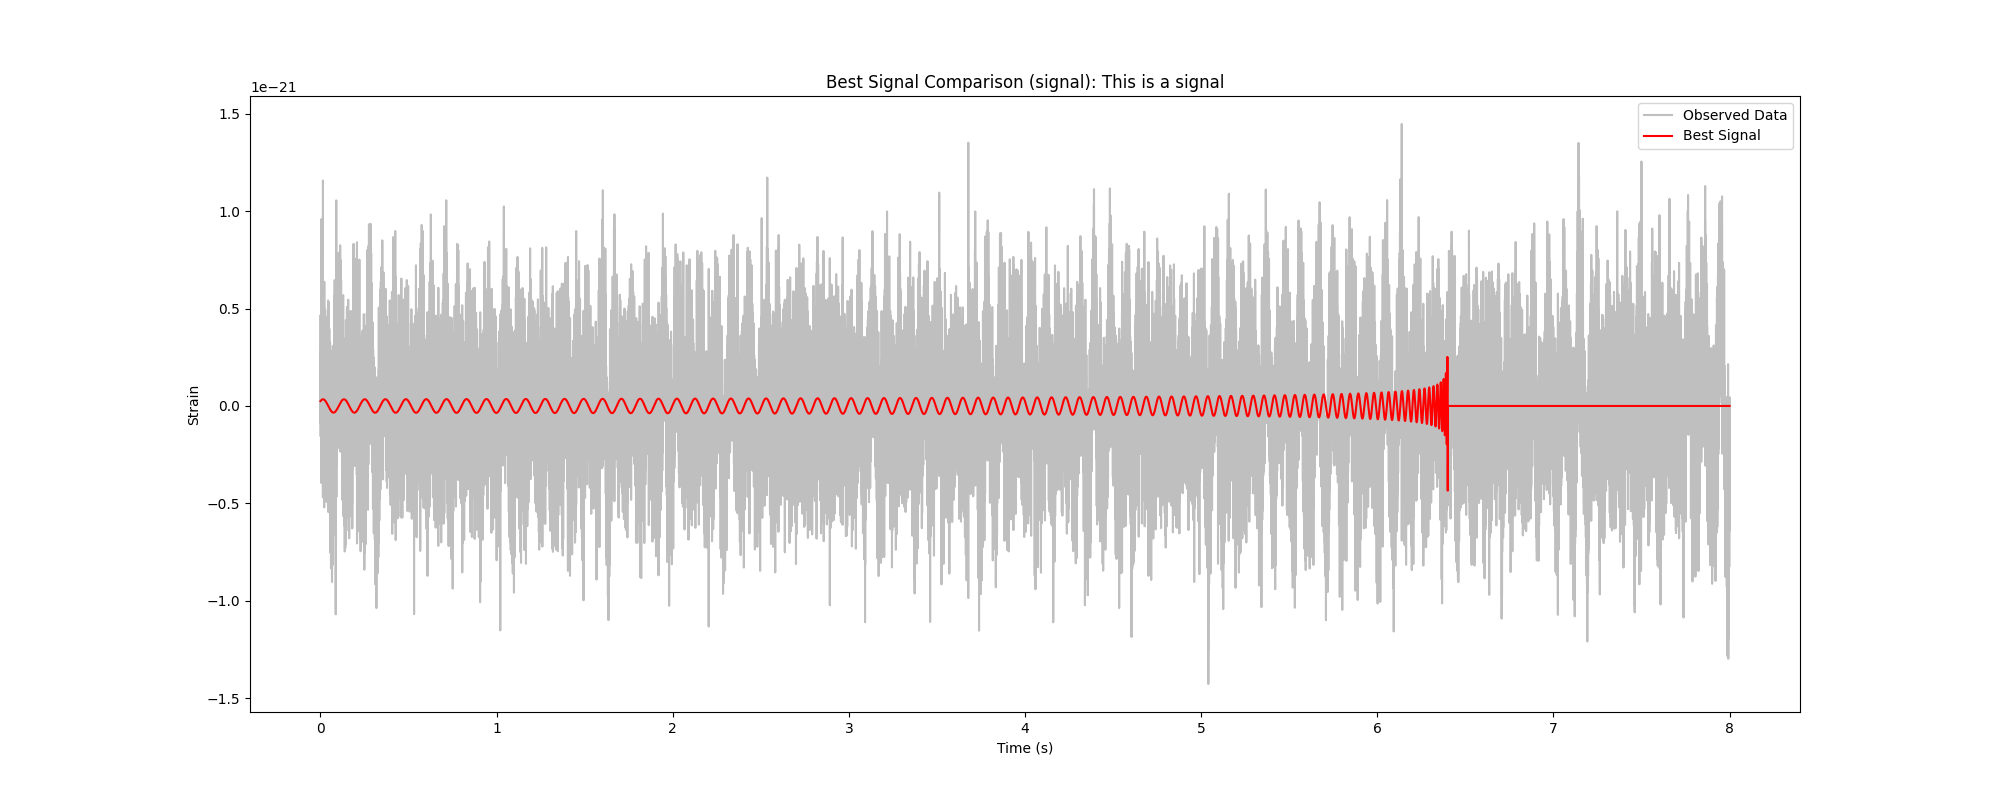 Best Signal Comparison (signal): This is a signal
1e−21
1.5
1.0
0.5
0.0
−0.5
−1.0
−1.5
Strain
Observed Data
Best Signal
0 1 2 3 4 5 6 7 8
Time (s)